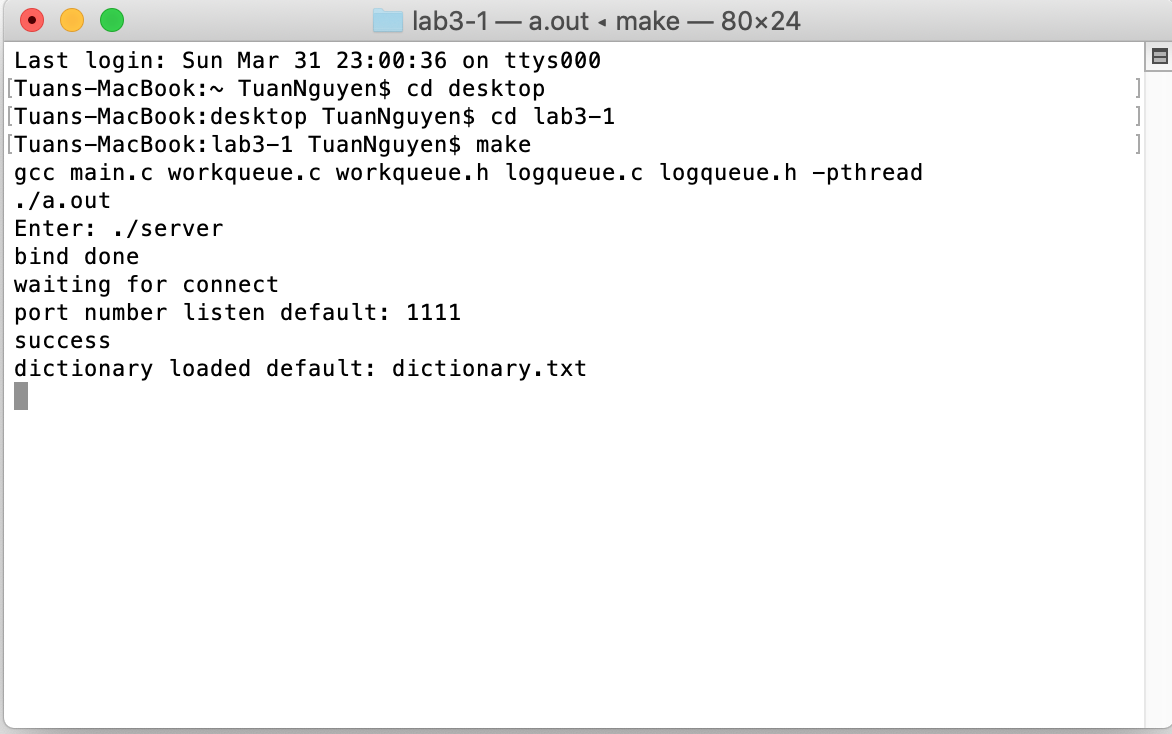 lab3-1 — a.out ◂ make — 80×24
Last login: Sun Mar 31 23:00:36 on ttys000
[Tuans-MacBook:~ TuanNguyen$ cd desktop ]
[Tuans-MacBook:desktop TuanNguyen$ cd lab3-1 ]
[Tuans-MacBook:lab3-1 TuanNguyen$ make ]
gcc main.c workqueue.c workqueue.h logqueue.c logqueue.h -pthread
./a.out
Enter: ./server
bind done
waiting for connect
port number listen default: 1111
success
dictionary loaded default: dictionary.txt